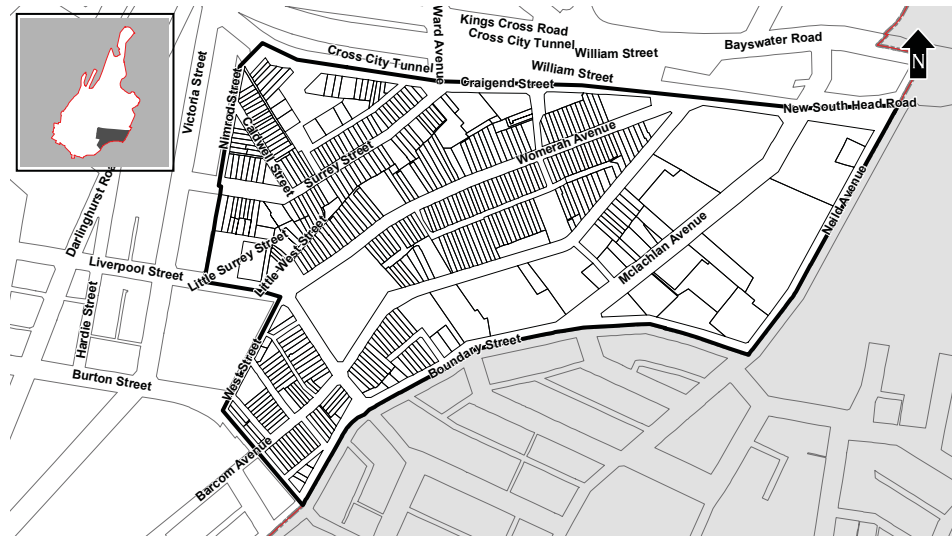 Kings Cross Road
Cross City Tunnel
William Street
Bayswater Road
Ward Avenue
Cross City Tunnel
William Street
Craigend Street
New South Head Road
N
Victoria Street
Nimrod Street
Caldwell Street
Surrey Street
Womerah Avenue
Neild Avenue
Darlinghurst Roa
Little Surrey Street
Little West Street
Mclachlan Avenue
Liverpool Street
Hardie Street
Boundary Street
West Street
Burton Street
Barcom Avenue